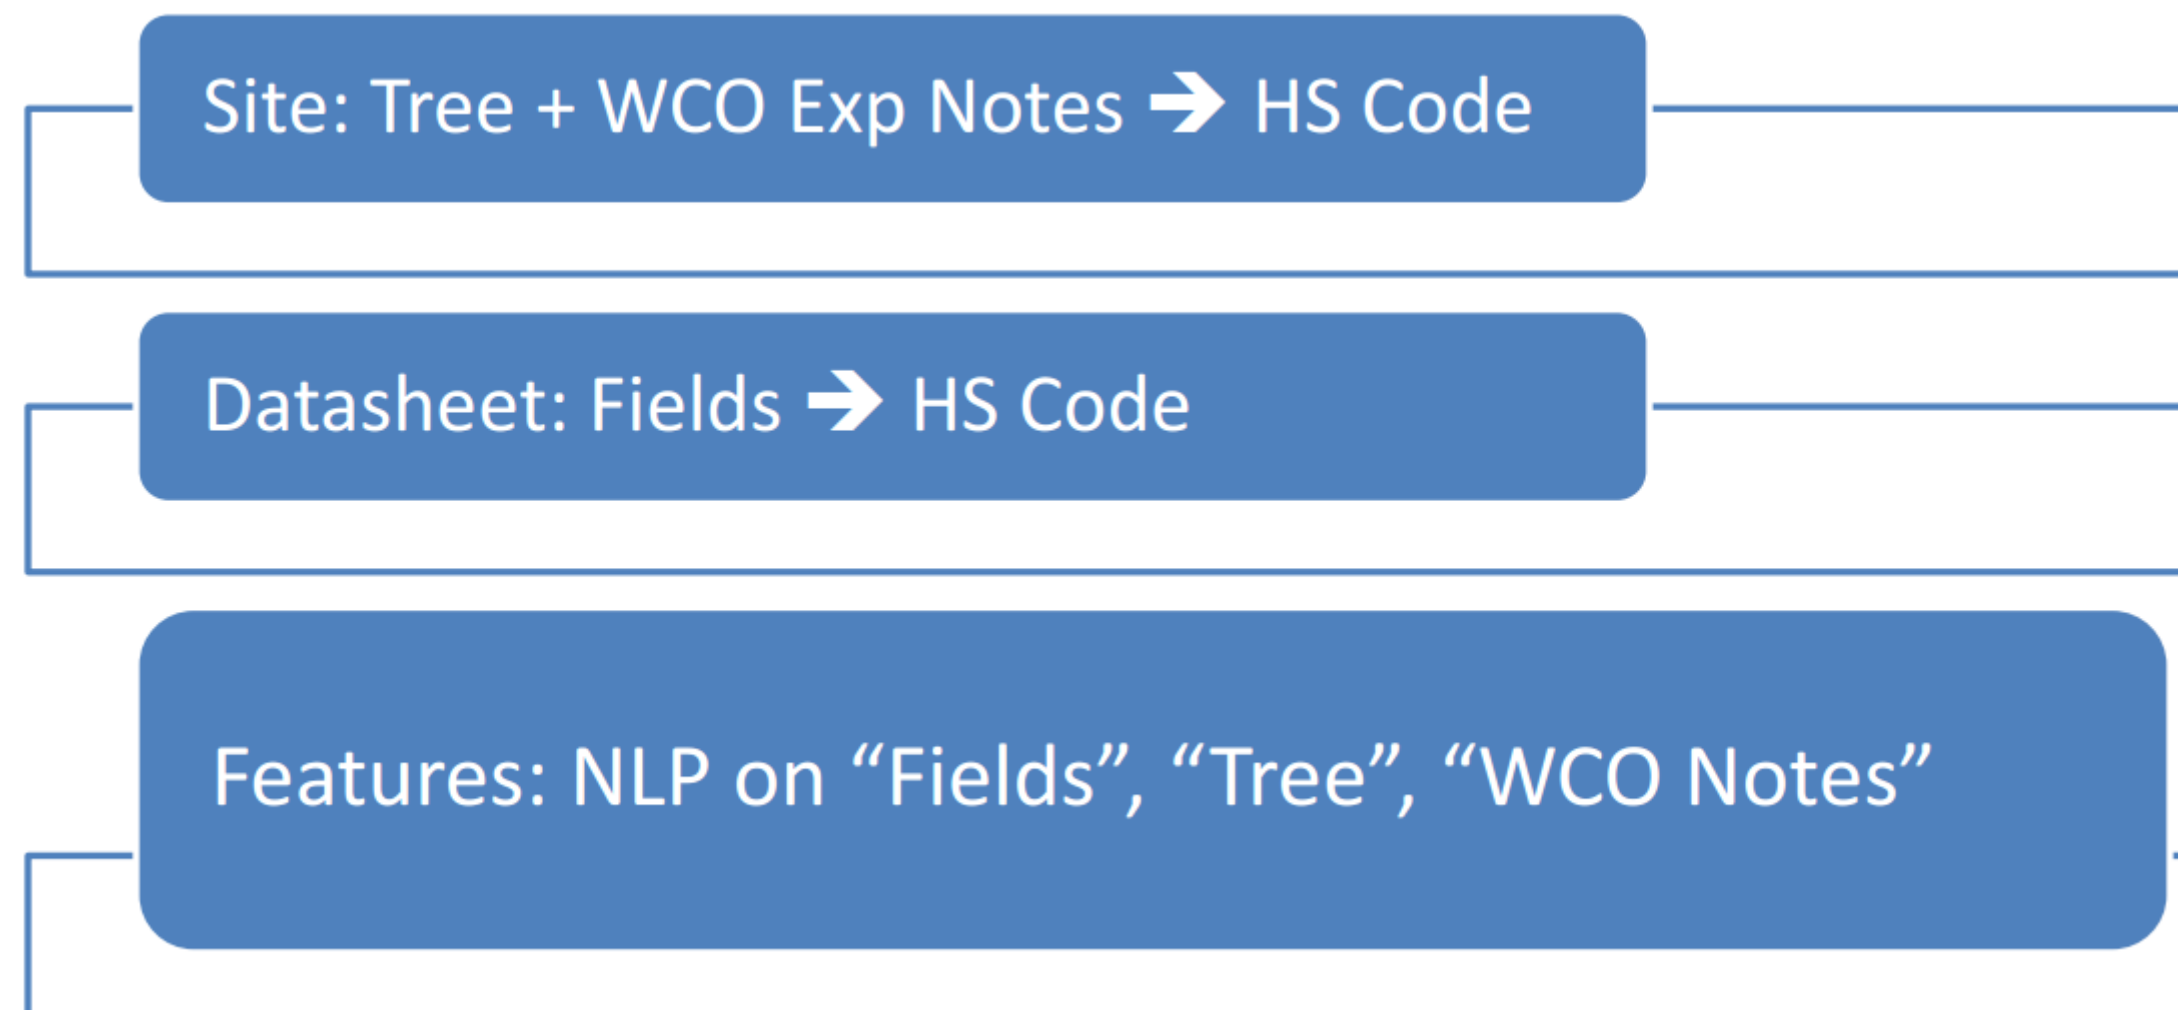 Site: Tree + WCO Exp Notes ➔ HS Code
Datasheet: Fields ➔ HS Code
Features: NLP on “Fields”, “Tree”, “WCO Notes”